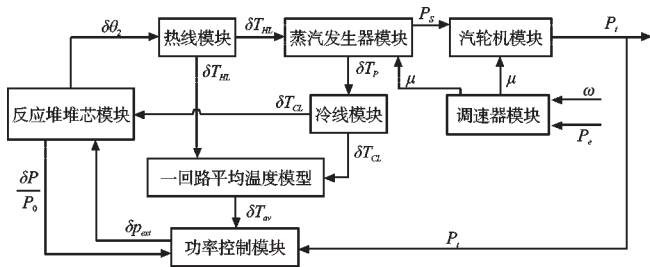 δθ₂
热线模块
δT_HL
蒸汽发生器模块
P_S
汽轮机模块
P_t
δT_HL
δT_P
μ
μ
反应堆堆芯模块
δT_CL
冷线模块
调速器模块
ω
P_e
δT_CL
δP
P₀
一回路平均温度模型
δT_av
δp_ext
功率控制模块
P_t